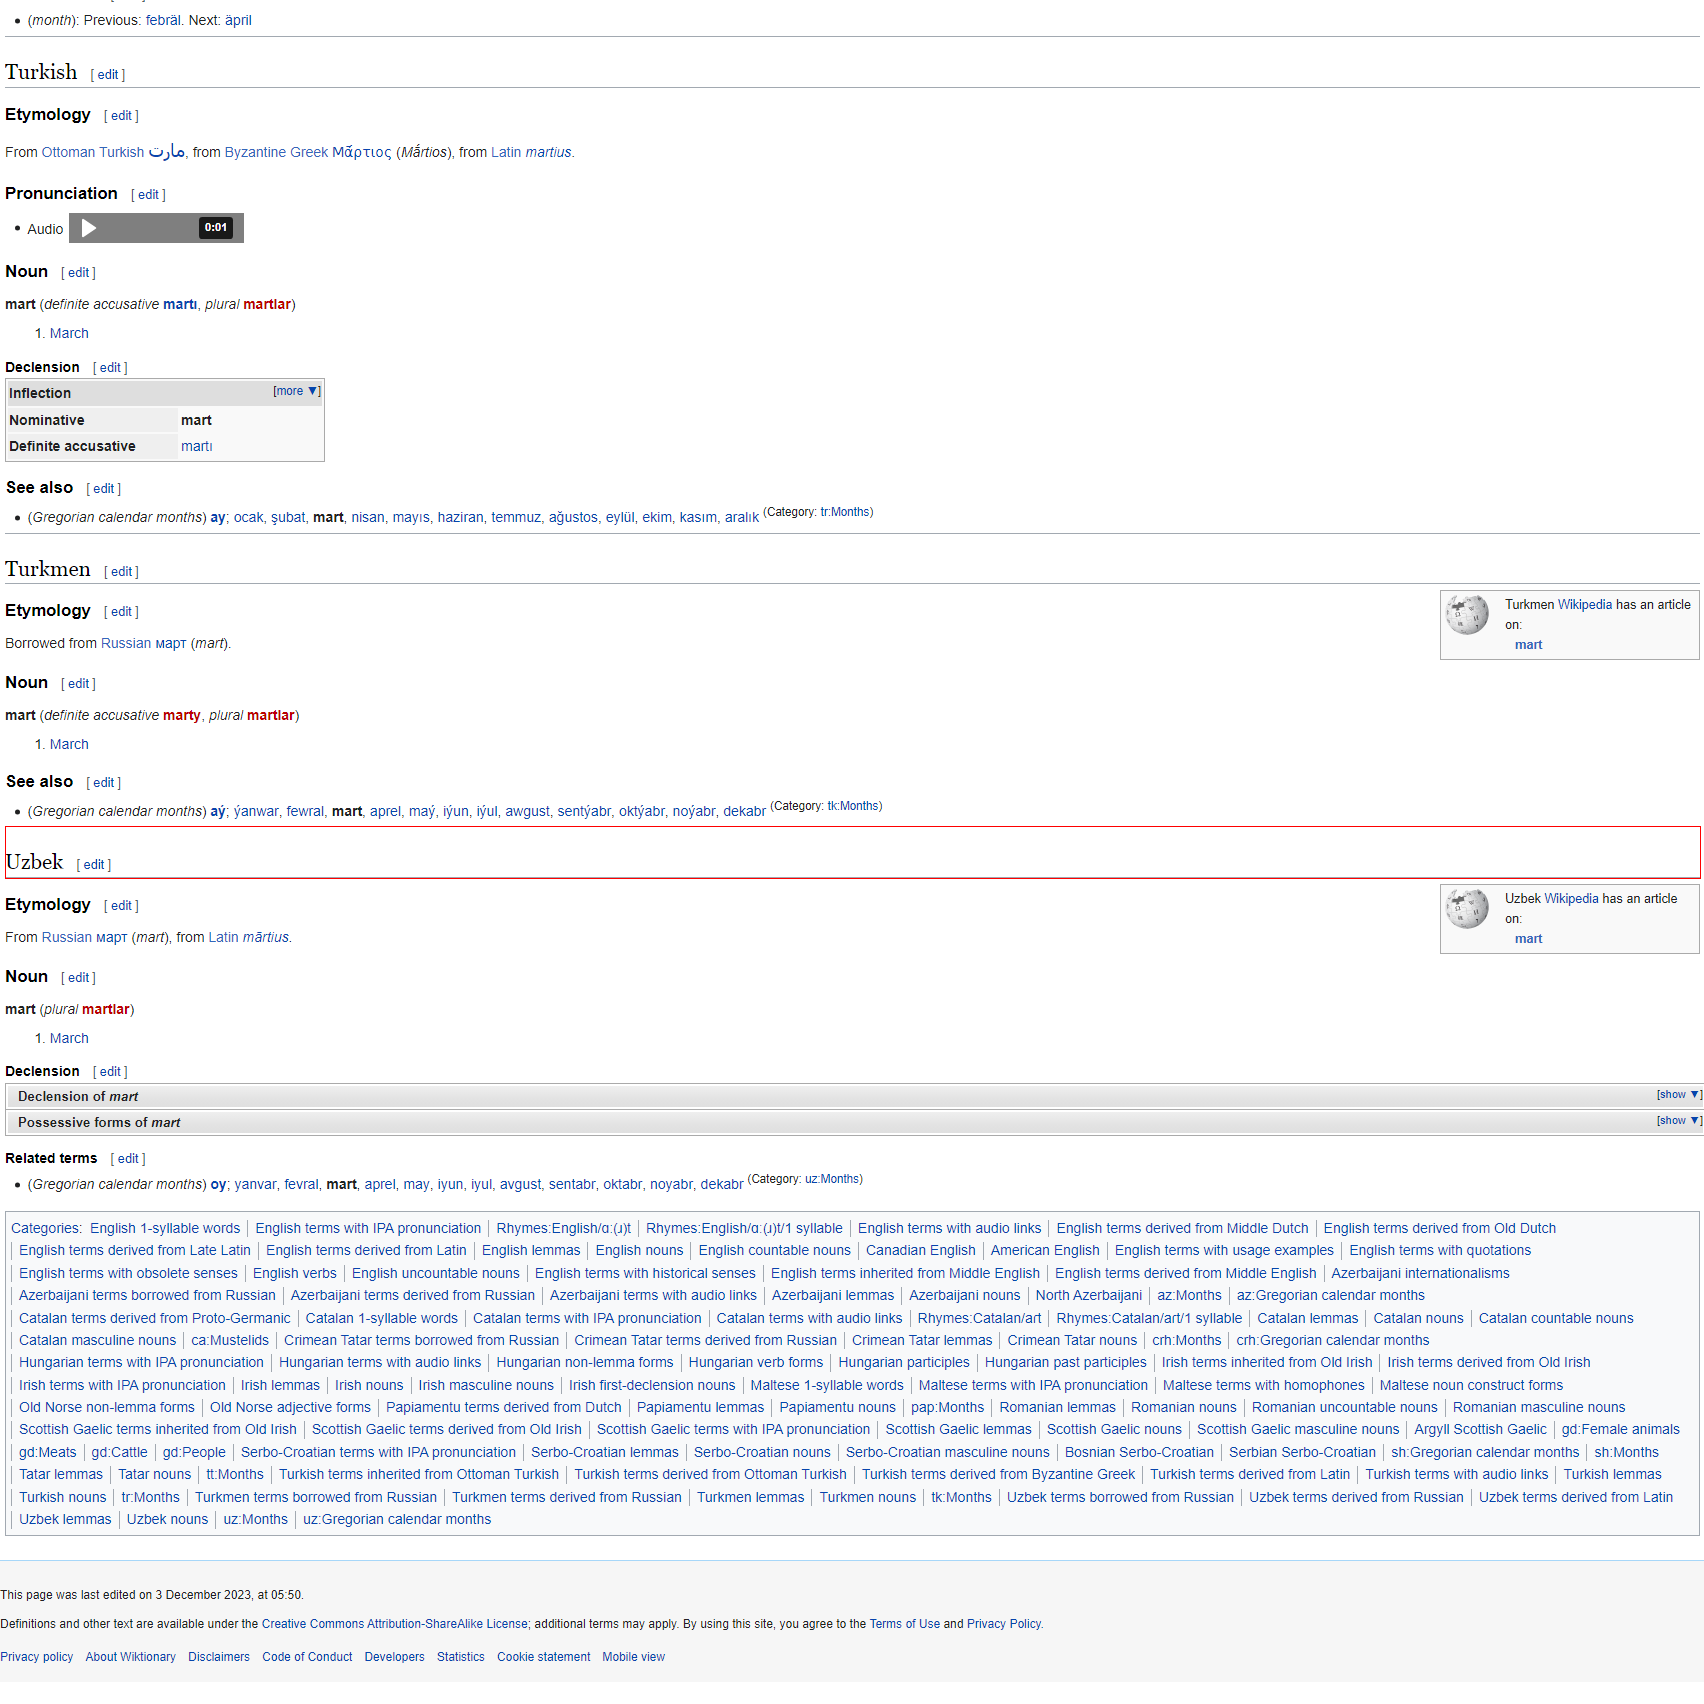 • (month): Previous: febräl. Next: äpril
Turkish [ edit ]
Etymology [ edit ]
From Ottoman Turkish مارت, from Byzantine Greek Μᾰ́ρτιος (Mắrtios), from Latin martius.
Pronunciation [ edit ]
• Audio 0:01
Noun [ edit ]
mart (definite accusative martı, plural martlar)
1. March
Declension [ edit ]
Inflection [more ▼]
Nominative mart
Definite accusative martı
See also [ edit ]
• (Gregorian calendar months) ay; ocak, şubat, mart, nisan, mayıs, haziran, temmuz, ağustos, eylül, ekim, kasım, aralık (Category: tr:Months)
Turkmen [ edit ]
Etymology [ edit ]
Turkmen Wikipedia has an article
on:
mart
Borrowed from Russian март (mart).
Noun [ edit ]
mart (definite accusative marty, plural martlar)
1. March
See also [ edit ]
• (Gregorian calendar months) aý; ýanwar, fewral, mart, aprel, maý, iýun, iýul, awgust, sentýabr, oktýabr, noýabr, dekabr (Category: tk:Months)
Uzbek [ edit ]
Etymology [ edit ]
Uzbek Wikipedia has an article
on:
mart
From Russian март (mart), from Latin mārtius.
Noun [ edit ]
mart (plural martlar)
1. March
Declension [ edit ]
Declension of mart [show ▼]
Possessive forms of mart [show ▼]
Related terms [ edit ]
• (Gregorian calendar months) oy; yanvar, fevral, mart, aprel, may, iyun, iyul, avgust, sentabr, oktabr, noyabr, dekabr (Category: uz:Months)
Categories: English 1-syllable words | English terms with IPA pronunciation | Rhymes:English/ɑː(ɹ)t | Rhymes:English/ɑː(ɹ)t/1 syllable | English terms with audio links | English terms derived from Middle Dutch | English terms derived from Old Dutch
| English terms derived from Late Latin | English terms derived from Latin | English lemmas | English nouns | English countable nouns | Canadian English | American English | English terms with usage examples | English terms with quotations
| English terms with obsolete senses | English verbs | English uncountable nouns | English terms with historical senses | English terms inherited from Middle English | English terms derived from Middle English | Azerbaijani internationalisms
| Azerbaijani terms borrowed from Russian | Azerbaijani terms derived from Russian | Azerbaijani terms with audio links | Azerbaijani lemmas | Azerbaijani nouns | North Azerbaijani | az:Months | az:Gregorian calendar months
| Catalan terms derived from Proto-Germanic | Catalan 1-syllable words | Catalan terms with IPA pronunciation | Catalan terms with audio links | Rhymes:Catalan/art | Rhymes:Catalan/art/1 syllable | Catalan lemmas | Catalan nouns | Catalan countable nouns
| Catalan masculine nouns | ca:Mustelids | Crimean Tatar terms borrowed from Russian | Crimean Tatar terms derived from Russian | Crimean Tatar lemmas | Crimean Tatar nouns | crh:Months | crh:Gregorian calendar months
| Hungarian terms with IPA pronunciation | Hungarian terms with audio links | Hungarian non-lemma forms | Hungarian verb forms | Hungarian participles | Hungarian past participles | Irish terms inherited from Old Irish | Irish terms derived from Old Irish
| Irish terms with IPA pronunciation | Irish lemmas | Irish nouns | Irish masculine nouns | Irish first-declension nouns | Maltese 1-syllable words | Maltese terms with IPA pronunciation | Maltese terms with homophones | Maltese noun construct forms
| Old Norse non-lemma forms | Old Norse adjective forms | Papiamentu terms derived from Dutch | Papiamentu lemmas | Papiamentu nouns | pap:Months | Romanian lemmas | Romanian nouns | Romanian uncountable nouns | Romanian masculine nouns
| Scottish Gaelic terms inherited from Old Irish | Scottish Gaelic terms derived from Old Irish | Scottish Gaelic terms with IPA pronunciation | Scottish Gaelic lemmas | Scottish Gaelic nouns | Scottish Gaelic masculine nouns | Argyll Scottish Gaelic | gd:Female animals
| gd:Meats | gd:Cattle | gd:People | Serbo-Croatian terms with IPA pronunciation | Serbo-Croatian lemmas | Serbo-Croatian nouns | Serbo-Croatian masculine nouns | Bosnian Serbo-Croatian | Serbian Serbo-Croatian | sh:Gregorian calendar months | sh:Months
| Tatar lemmas | Tatar nouns | tt:Months | Turkish terms inherited from Ottoman Turkish | Turkish terms derived from Ottoman Turkish | Turkish terms derived from Byzantine Greek | Turkish terms derived from Latin | Turkish terms with audio links | Turkish lemmas
| Turkish nouns | tr:Months | Turkmen terms borrowed from Russian | Turkmen terms derived from Russian | Turkmen lemmas | Turkmen nouns | tk:Months | Uzbek terms borrowed from Russian | Uzbek terms derived from Russian | Uzbek terms derived from Latin
| Uzbek lemmas | Uzbek nouns | uz:Months | uz:Gregorian calendar months
This page was last edited on 3 December 2023, at 05:50.
Definitions and other text are available under the Creative Commons Attribution-ShareAlike License; additional terms may apply. By using this site, you agree to the Terms of Use and Privacy Policy.
Privacy policy About Wiktionary Disclaimers Code of Conduct Developers Statistics Cookie statement Mobile view